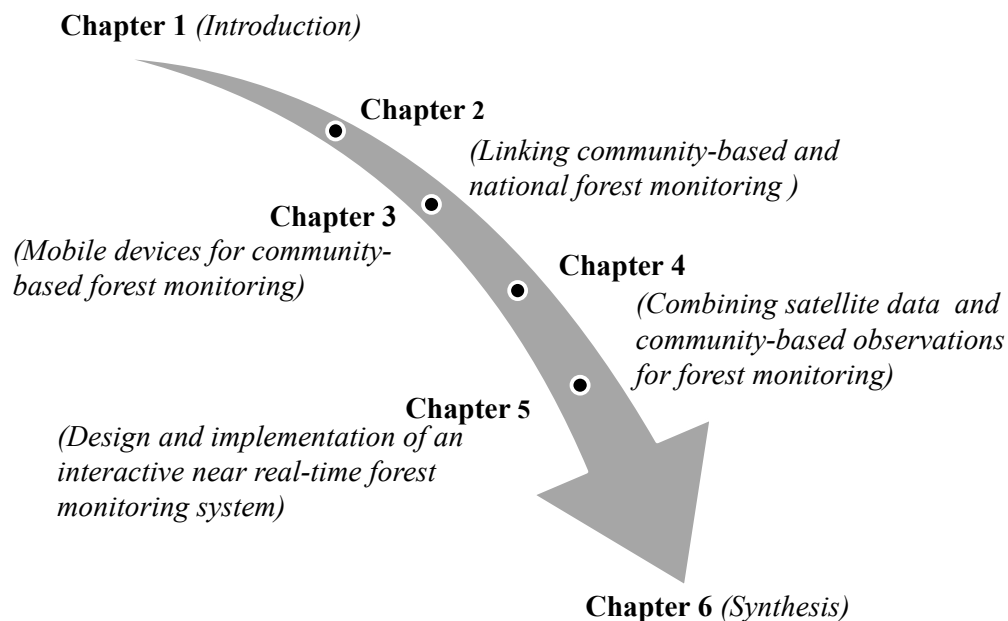 Chapter 1 (Introduction)
Chapter 2
(Linking community-based and
national forest monitoring )
Chapter 3
(Mobile devices for community-
based forest monitoring)
Chapter 4
(Combining satellite data  and
community-based observations
for forest monitoring)
Chapter 5
(Design and implementation of an
interactive near real-time forest
monitoring system)
Chapter 6 (Synthesis)